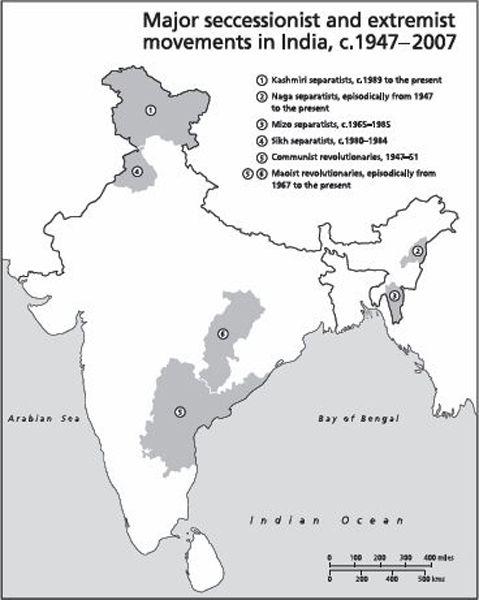 Major seccessionist and extremist
movements in India, c.1947–2007
① Kashmiri separatists, c.1989 to the present
② Naga separatists, episodically from 1947
to the present
③ Mizo separatists, c.1965–1985
④ Sikh separatists, c.1980–1984
⑤ Communist revolutionaries, 1947–51
⑤ ⑥ Maoist revolutionaries, episodically from
1967 to the present
①
④
②
③
⑥
⑤
Arabian Sea
Bay of Bengal
Indian Ocean
0 100 200 300 400 miles
0 200 400 500 kms